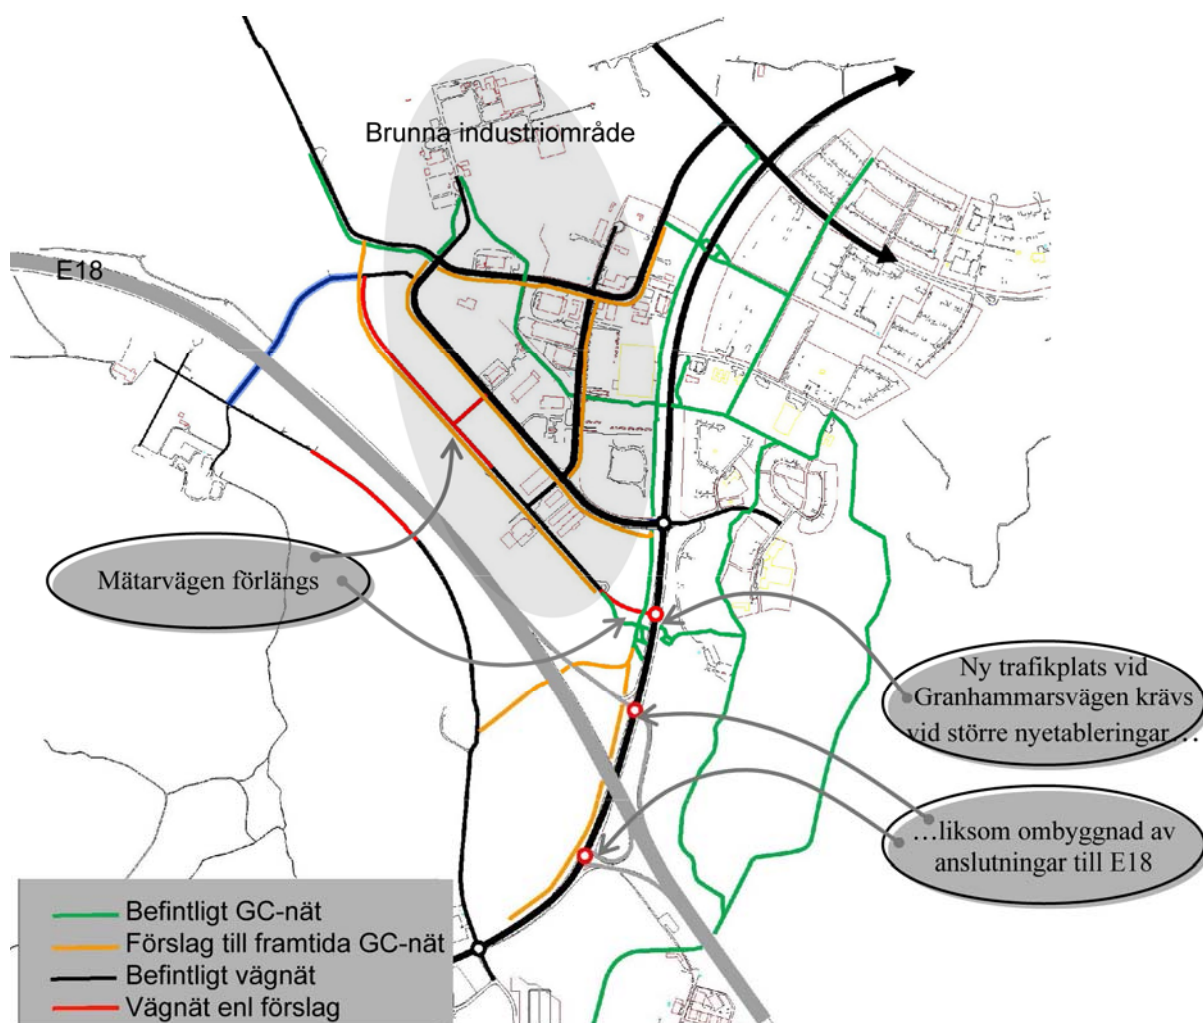 Brunna industriområde
E18
Mätarvägen förlängs
Ny trafikplats vid
Granhammarsvägen krävs
vid större nyetableringar…
…liksom ombyggnad av
anslutningar till E18
Befintligt GC-nät
Förslag till framtida GC-nät
Befintligt vägnät
Vägnät enl förslag